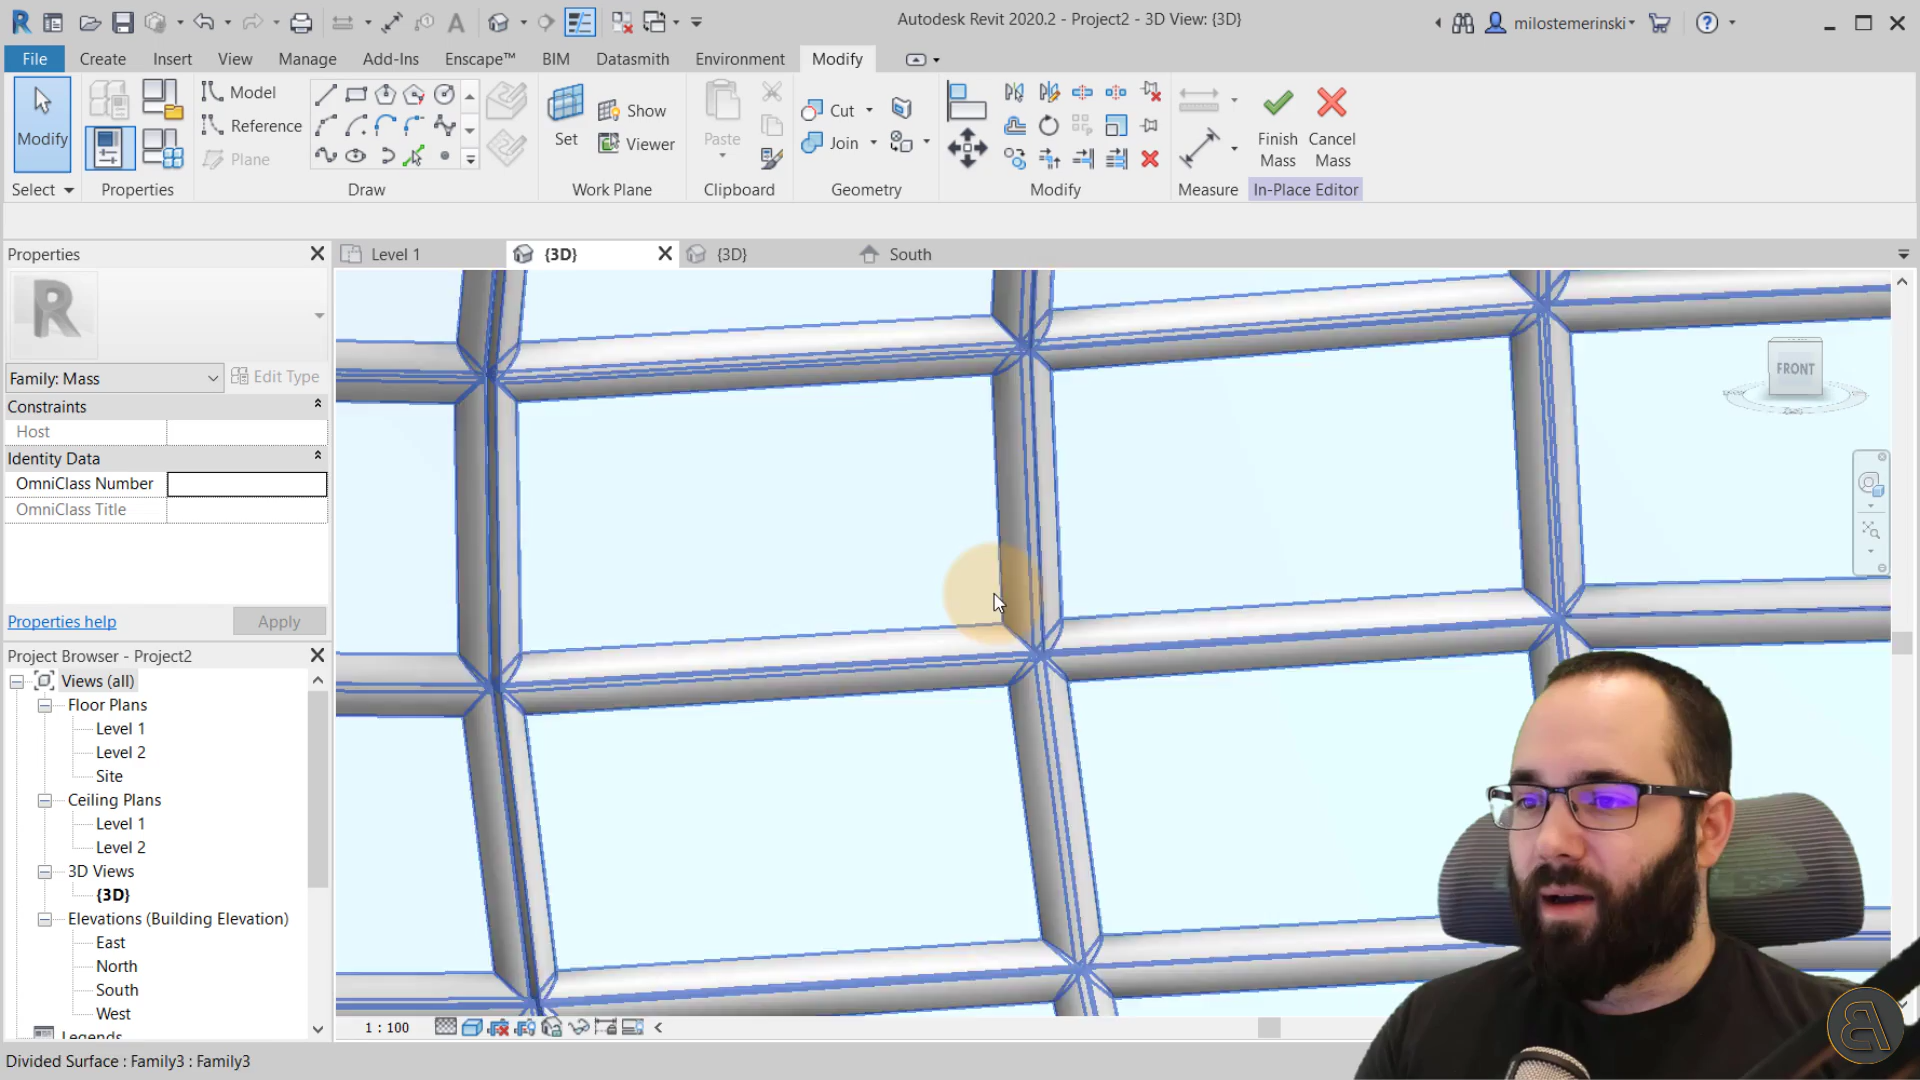 Autodesk Revit 2020.2 - Project2 - 3D View: {3D}
milostemerinski
File
Create
Insert
View
Manage
Add-Ins
Enscape™
BIM
Datasmith
Environment
Modify
Modify
Model
Reference
Plane
Set
Show
Viewer
Paste
Cut
Join
Finish
Mass
Cancel
Mass
Select
Properties
Draw
Work Plane
Clipboard
Geometry
Modify
Measure
In-Place Editor
Properties
Level 1
{3D}
{3D}
South
R
Family: Mass
Edit Type
Constraints
Host
Identity Data
OmniClass Number
OmniClass Title
Properties help
Apply
FRONT
Project Browser - Project2
Views (all)
Floor Plans
Level 1
Level 2
Site
Ceiling Plans
Level 1
Level 2
3D Views
{3D}
Elevations (Building Elevation)
East
North
South
West
Legends
1 : 100
Divided Surface : Family3 : Family3